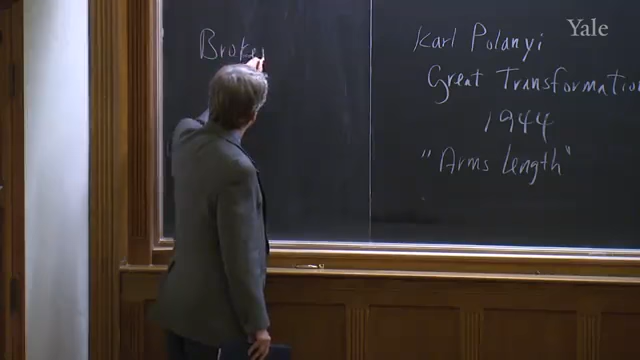 Broke
Karl Polanyi
Great Transformation
1944
"Arms Length"
Yale